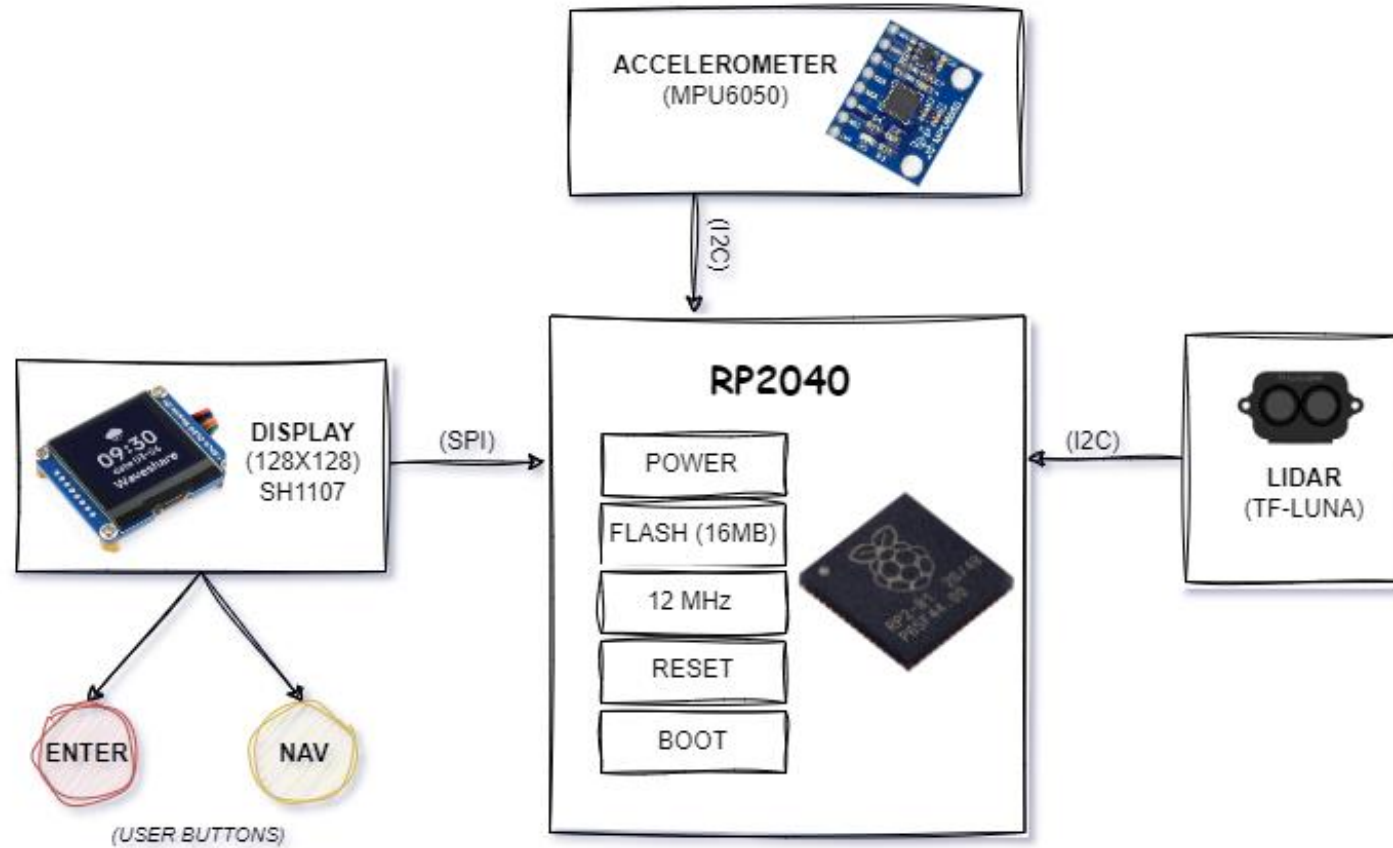 ACCELEROMETER
(MPU6050)
(I2C)
RP2040
POWER
FLASH (16MB)
12 MHz
RESET
BOOT
09:30
Waveshare
DISPLAY
(128X128)
SH1107
(SPI)
(I2C)
LIDAR
(TF-LUNA)
ENTER
NAV
(USER BUTTONS)